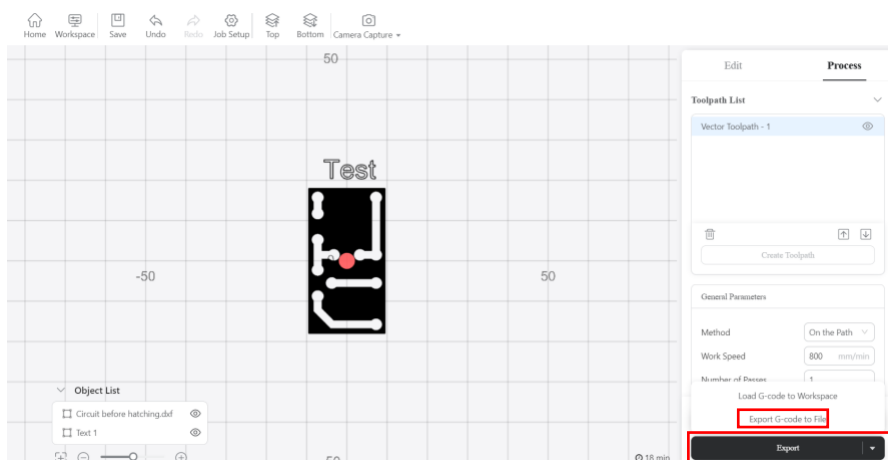 Home Workspace Save Undo Redo Job Setup Top Bottom Camera Capture
50
Edit Process
Toolpath List
Vector Toolpath - 1
Test
Create Toolpath
-50
50
General Parameters
Method On the Path
Work Speed 800 mm/min
Number of Passes 1
Object List
Circuit before hatching.dxf
Text 1
Load G-code to Workspace
Export G-code to File
Export
-50
18 min